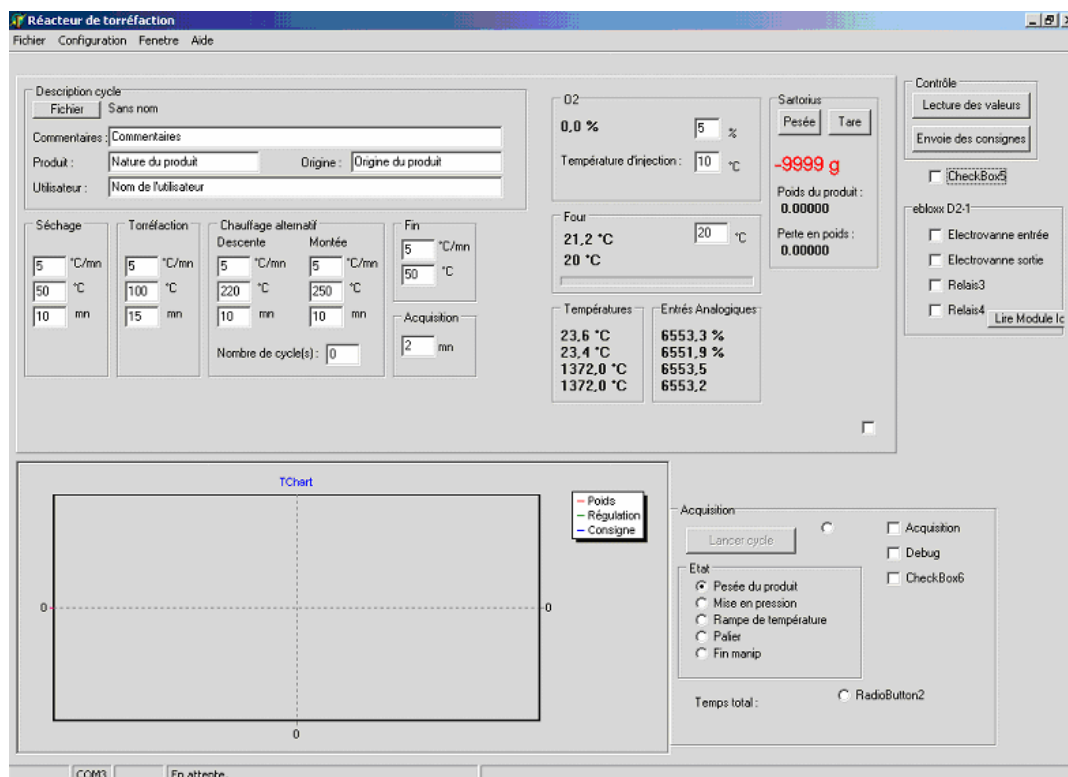 Réacteur de torréfaction
Fichier Configuration Fenetre Aide
Description cycle
Fichier Sans nom
Commentaires : Commentaires
Produit : Nature du produit Origine : Origine du produit
Utilisateur : Nom de l'utilisateur
O2
0,0 % 5 %
Température d'injection : 10 °C
Sartorius
Pesée Tare
-9999 g
Poids du produit :
0.00000
Perte en poids :
0.00000
Contrôle
Lecture des valeurs
Envoie des consignes
CheckBox5
ebloxx D2-1
Electrovanne entrée
Electrovanne sortie
Relais3
Relais4 Lire Module Ic
Séchage
5 °C/mn
50 °C
10 mn
Torréfaction
5 °C/mn
100 °C
15 mn
Chauffage alternatif
Descente Montée
5 °C/mn 5 °C/mn
220 °C 250 °C
10 mn 10 mn
Nombre de cycle(s) : 0
Fin
5 °C/mn
50 °C
Acquisition
2 mn
Four
21,2 °C 20 °C
20 °C
Températures
23,6 °C
23,4 °C
1372,0 °C
1372,0 °C
Entrés Analogiques
6553,3 %
6551,9 %
6553,5
6553,2
TChart
0 0
0
Poids
Régulation
Consigne
Acquisition
Lancer cycle
Acquisition
Debug
CheckBox6
Etat
Pesée du produit
Mise en pression
Rampe de température
Palier
Fin manip
Temps total : RadioButton2
COM3 En attente.